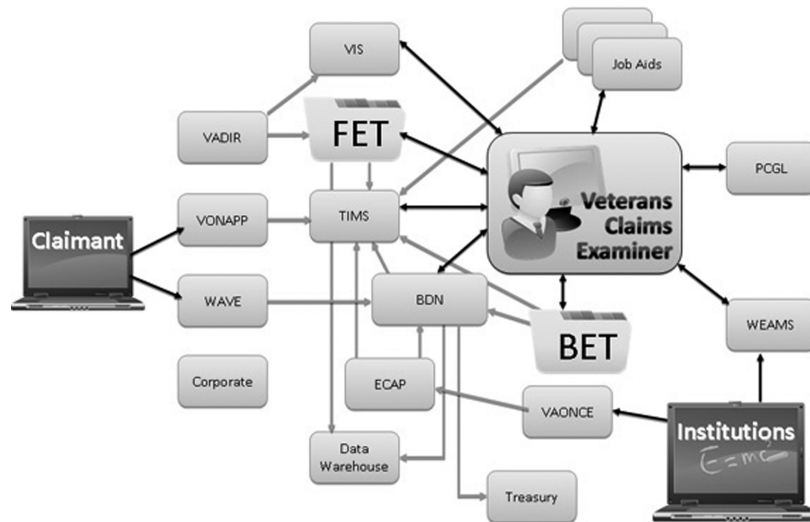 VIS
Job Aids
VADIR
FET
PCGL
Veterans
Claims
Examiner
Claimant
VONAPP
TIMS
WAVE
BDN
WEAMS
BET
Corporate
ECAP
VAONCE
Institutions
E=mc²
Data
Warehouse
Treasury